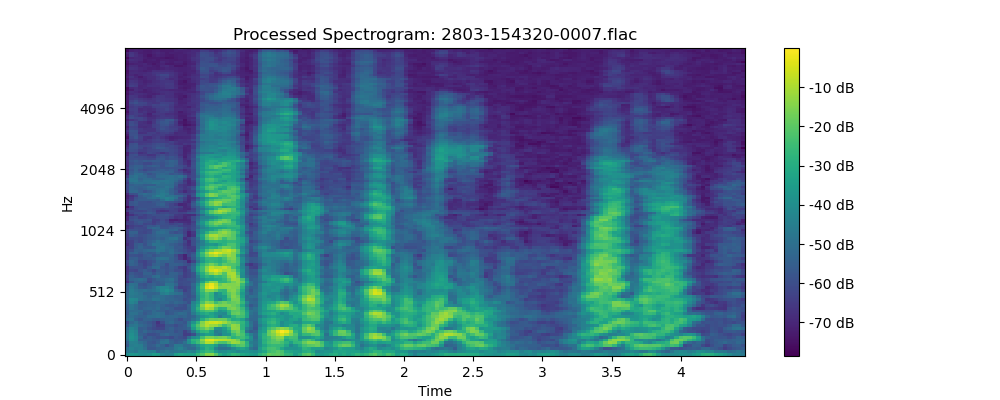 Processed Spectrogram: 2803-154320-0007.flac
Hz
4096
2048
1024
512
0
0 0.5 1 1.5 2 2.5 3 3.5 4
Time
-10 dB
-20 dB
-30 dB
-40 dB
-50 dB
-60 dB
-70 dB